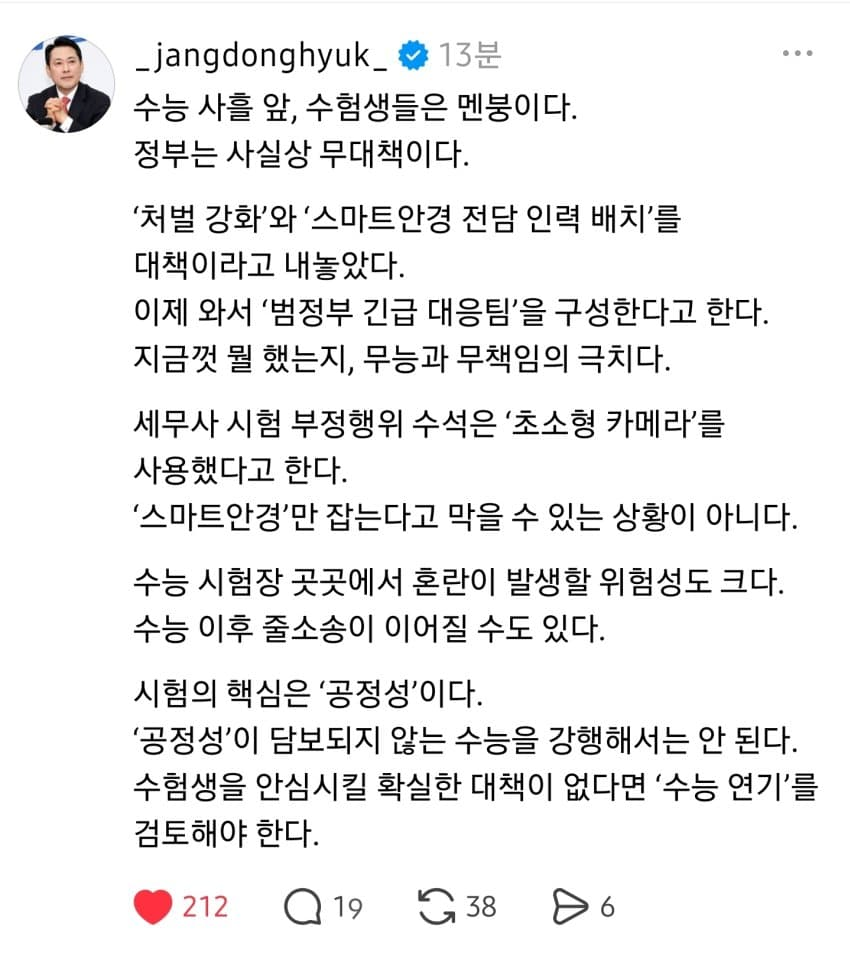 _jangdonghyuk_ 13분
수능 사흘 앞, 수험생들은 멘붕이다.
정부는 사실상 무대책이다.
‘처벌 강화’와 ‘스마트안경 전담 인력 배치’를
대책이라고 내놓았다.
이제 와서 ‘범정부 긴급 대응팀’을 구성한다고 한다.
지금껏 뭘 했는지, 무능과 무책임의 극치다.
세무사 시험 부정행위 수석은 ‘초소형 카메라’를
사용했다고 한다.
‘스마트안경’만 잡는다고 막을 수 있는 상황이 아니다.
수능 시험장 곳곳에서 혼란이 발생할 위험성도 크다.
수능 이후 줄소송이 이어질 수도 있다.
시험의 핵심은 ‘공정성’이다.
‘공정성’이 담보되지 않는 수능을 강행해서는 안 된다.
수험생을 안심시킬 확실한 대책이 없다면 ‘수능 연기’를
검토해야 한다.
212 19 38 6